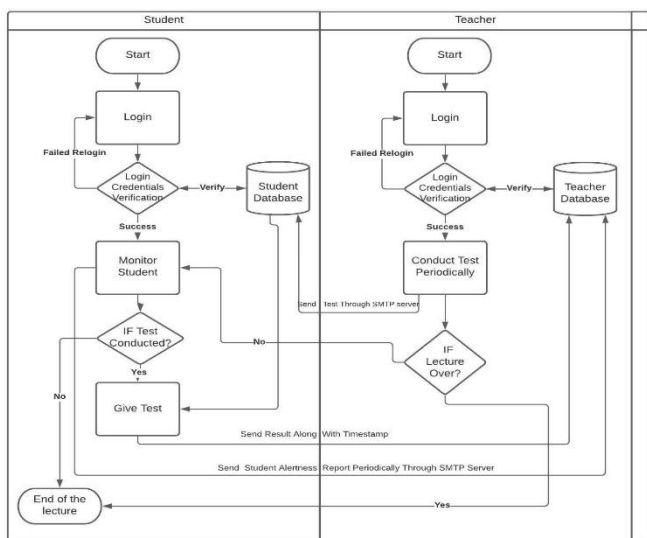 Student
Teacher
Start
Start
Login
Login
Failed Relogin
Failed Relogin
Login
Credentials
Verification
Verify
Student
Database
Login
Credentials
Verification
Verify
Teacher
Database
Success
Success
Monitor
Student
Conduct Test
Periodically
Send Test Through SMTP server
IF Test
Conducted?
No
IF
Lecture
Over?
Yes
No
Give Test
Send Result Along With Timestamp
Send Student Alertness Report Periodically Through SMTP Server
End of the
lecture
Yes